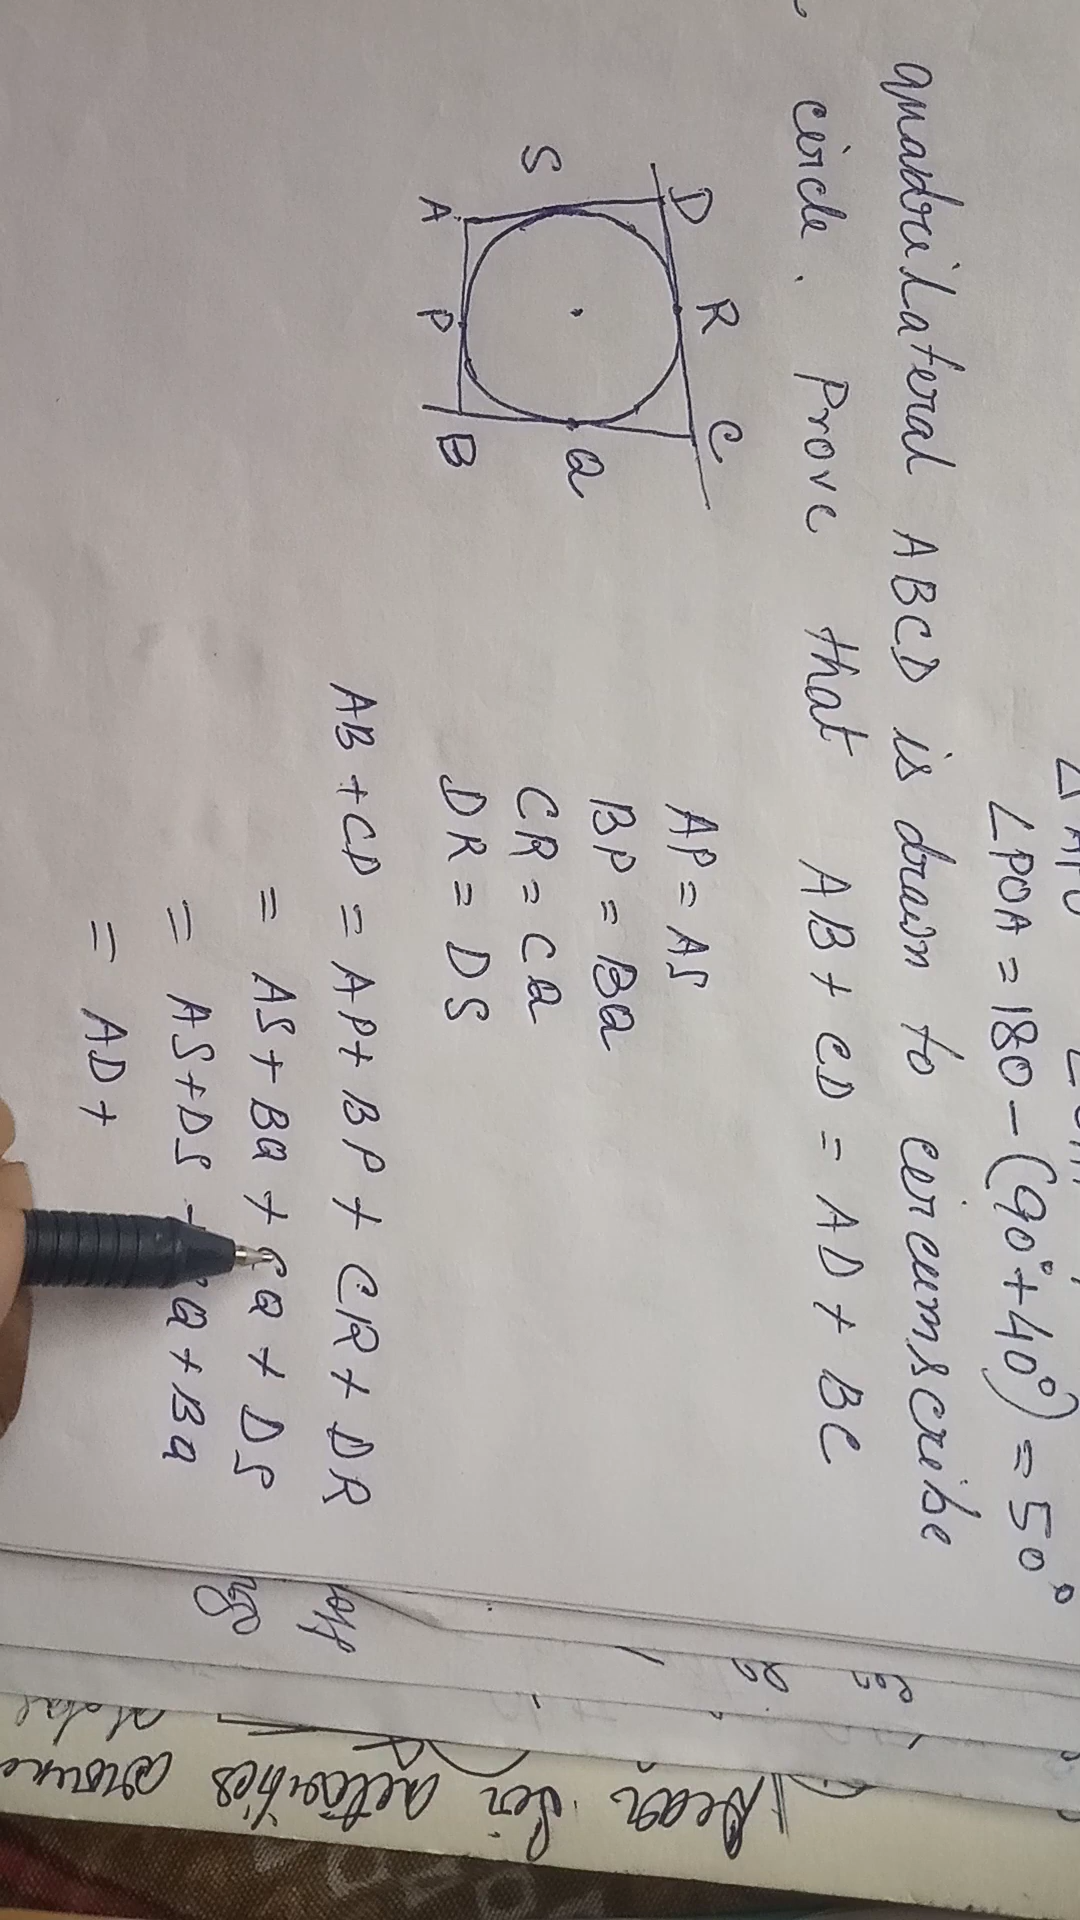 ∠POA = 180 - (90° + 40°) = 50°
quadrilateral ABCD is drawn to circumscribe
circle. Prove that AB + CD = AD + BC
D R C
S Q
A P B
AP = AS
BP = BQ
CR = CQ
DR = DS
AB + CD = AP + BP + CR + DR
= AS + BQ + CQ + DS
= AS + DS + CQ + BQ
= AD +